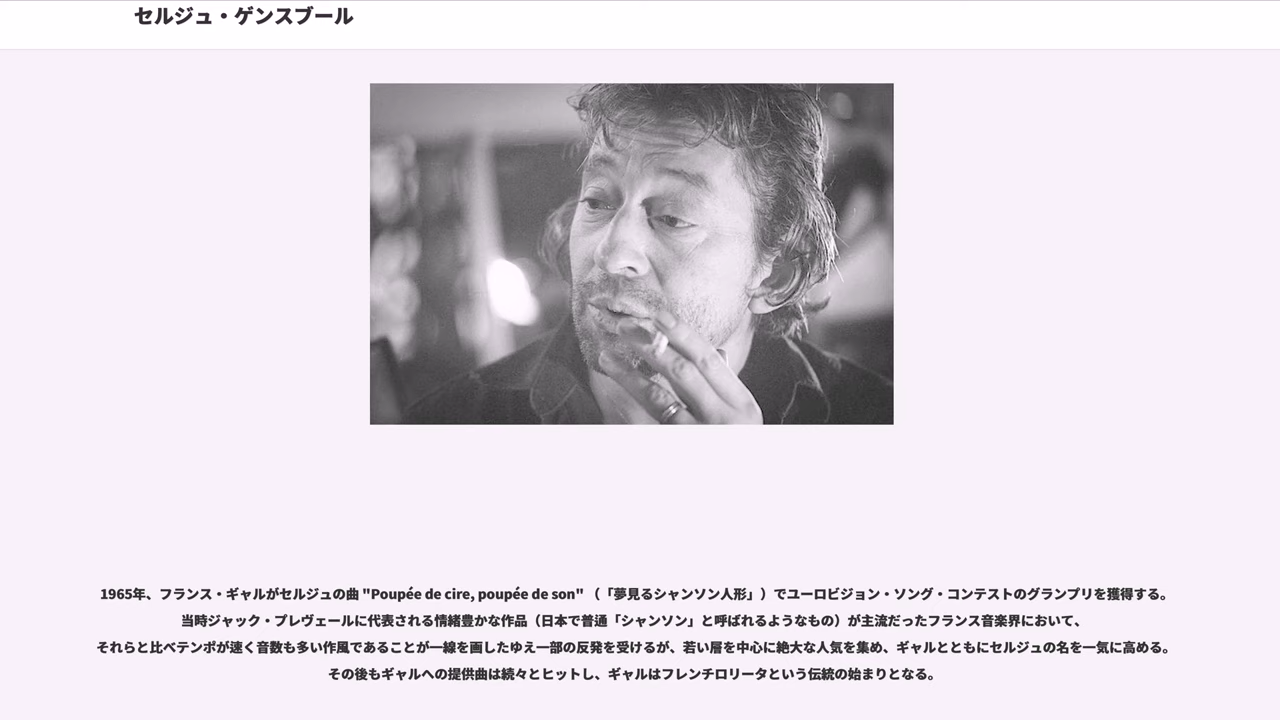 セルジュ・ゲンスブール
1965年、フランス・ギャルがセルジュの曲 "Poupée de cire, poupée de son" （「夢見るシャンソン人形」）でユーロビジョン・ソング・コンテストのグランプリを獲得する。
当時ジャック・プレヴェールに代表される情緒豊かな作品（日本で普通「シャンソン」と呼ばれるようなもの）が主流だったフランス音楽界において、
それらと比べテンポが速く音数も多い作風であることが一線を画したゆえ一部の反発を受けるが、若い層を中心に絶大な人気を集め、ギャルとともにセルジュの名を一気に高める。
その後もギャルへの提供曲は続々とヒットし、ギャルはフレンチロリータという伝統の始まりとなる。